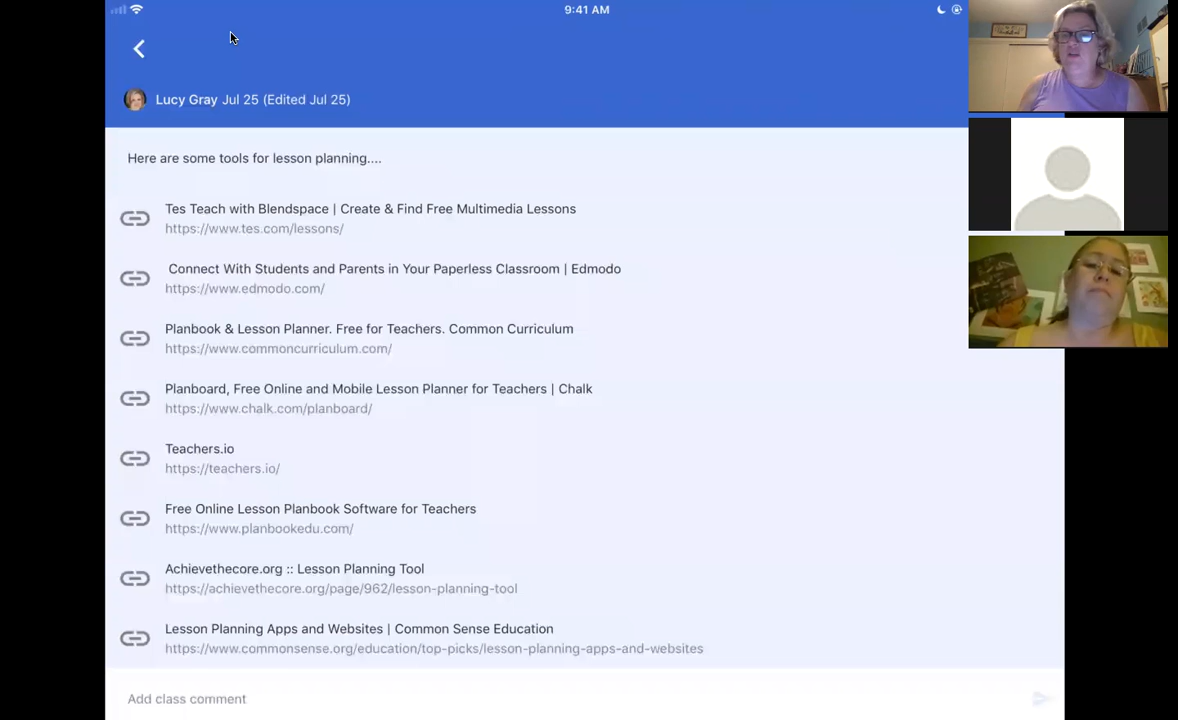 9:41 AM
Lucy Gray Jul 25 (Edited Jul 25)
Here are some tools for lesson planning....
Tes Teach with Blendspace | Create & Find Free Multimedia Lessons
https://www.tes.com/lessons/
Connect With Students and Parents in Your Paperless Classroom | Edmodo
https://www.edmodo.com/
Planbook & Lesson Planner. Free for Teachers. Common Curriculum
https://www.commoncurriculum.com/
Planboard, Free Online and Mobile Lesson Planner for Teachers | Chalk
https://www.chalk.com/planboard/
Teachers.io
https://teachers.io/
Free Online Lesson Planbook Software for Teachers
https://www.planbookedu.com/
Achievethecore.org :: Lesson Planning Tool
https://achievethecore.org/page/962/lesson-planning-tool
Lesson Planning Apps and Websites | Common Sense Education
https://www.commonsense.org/education/top-picks/lesson-planning-apps-and-websites
Add class comment